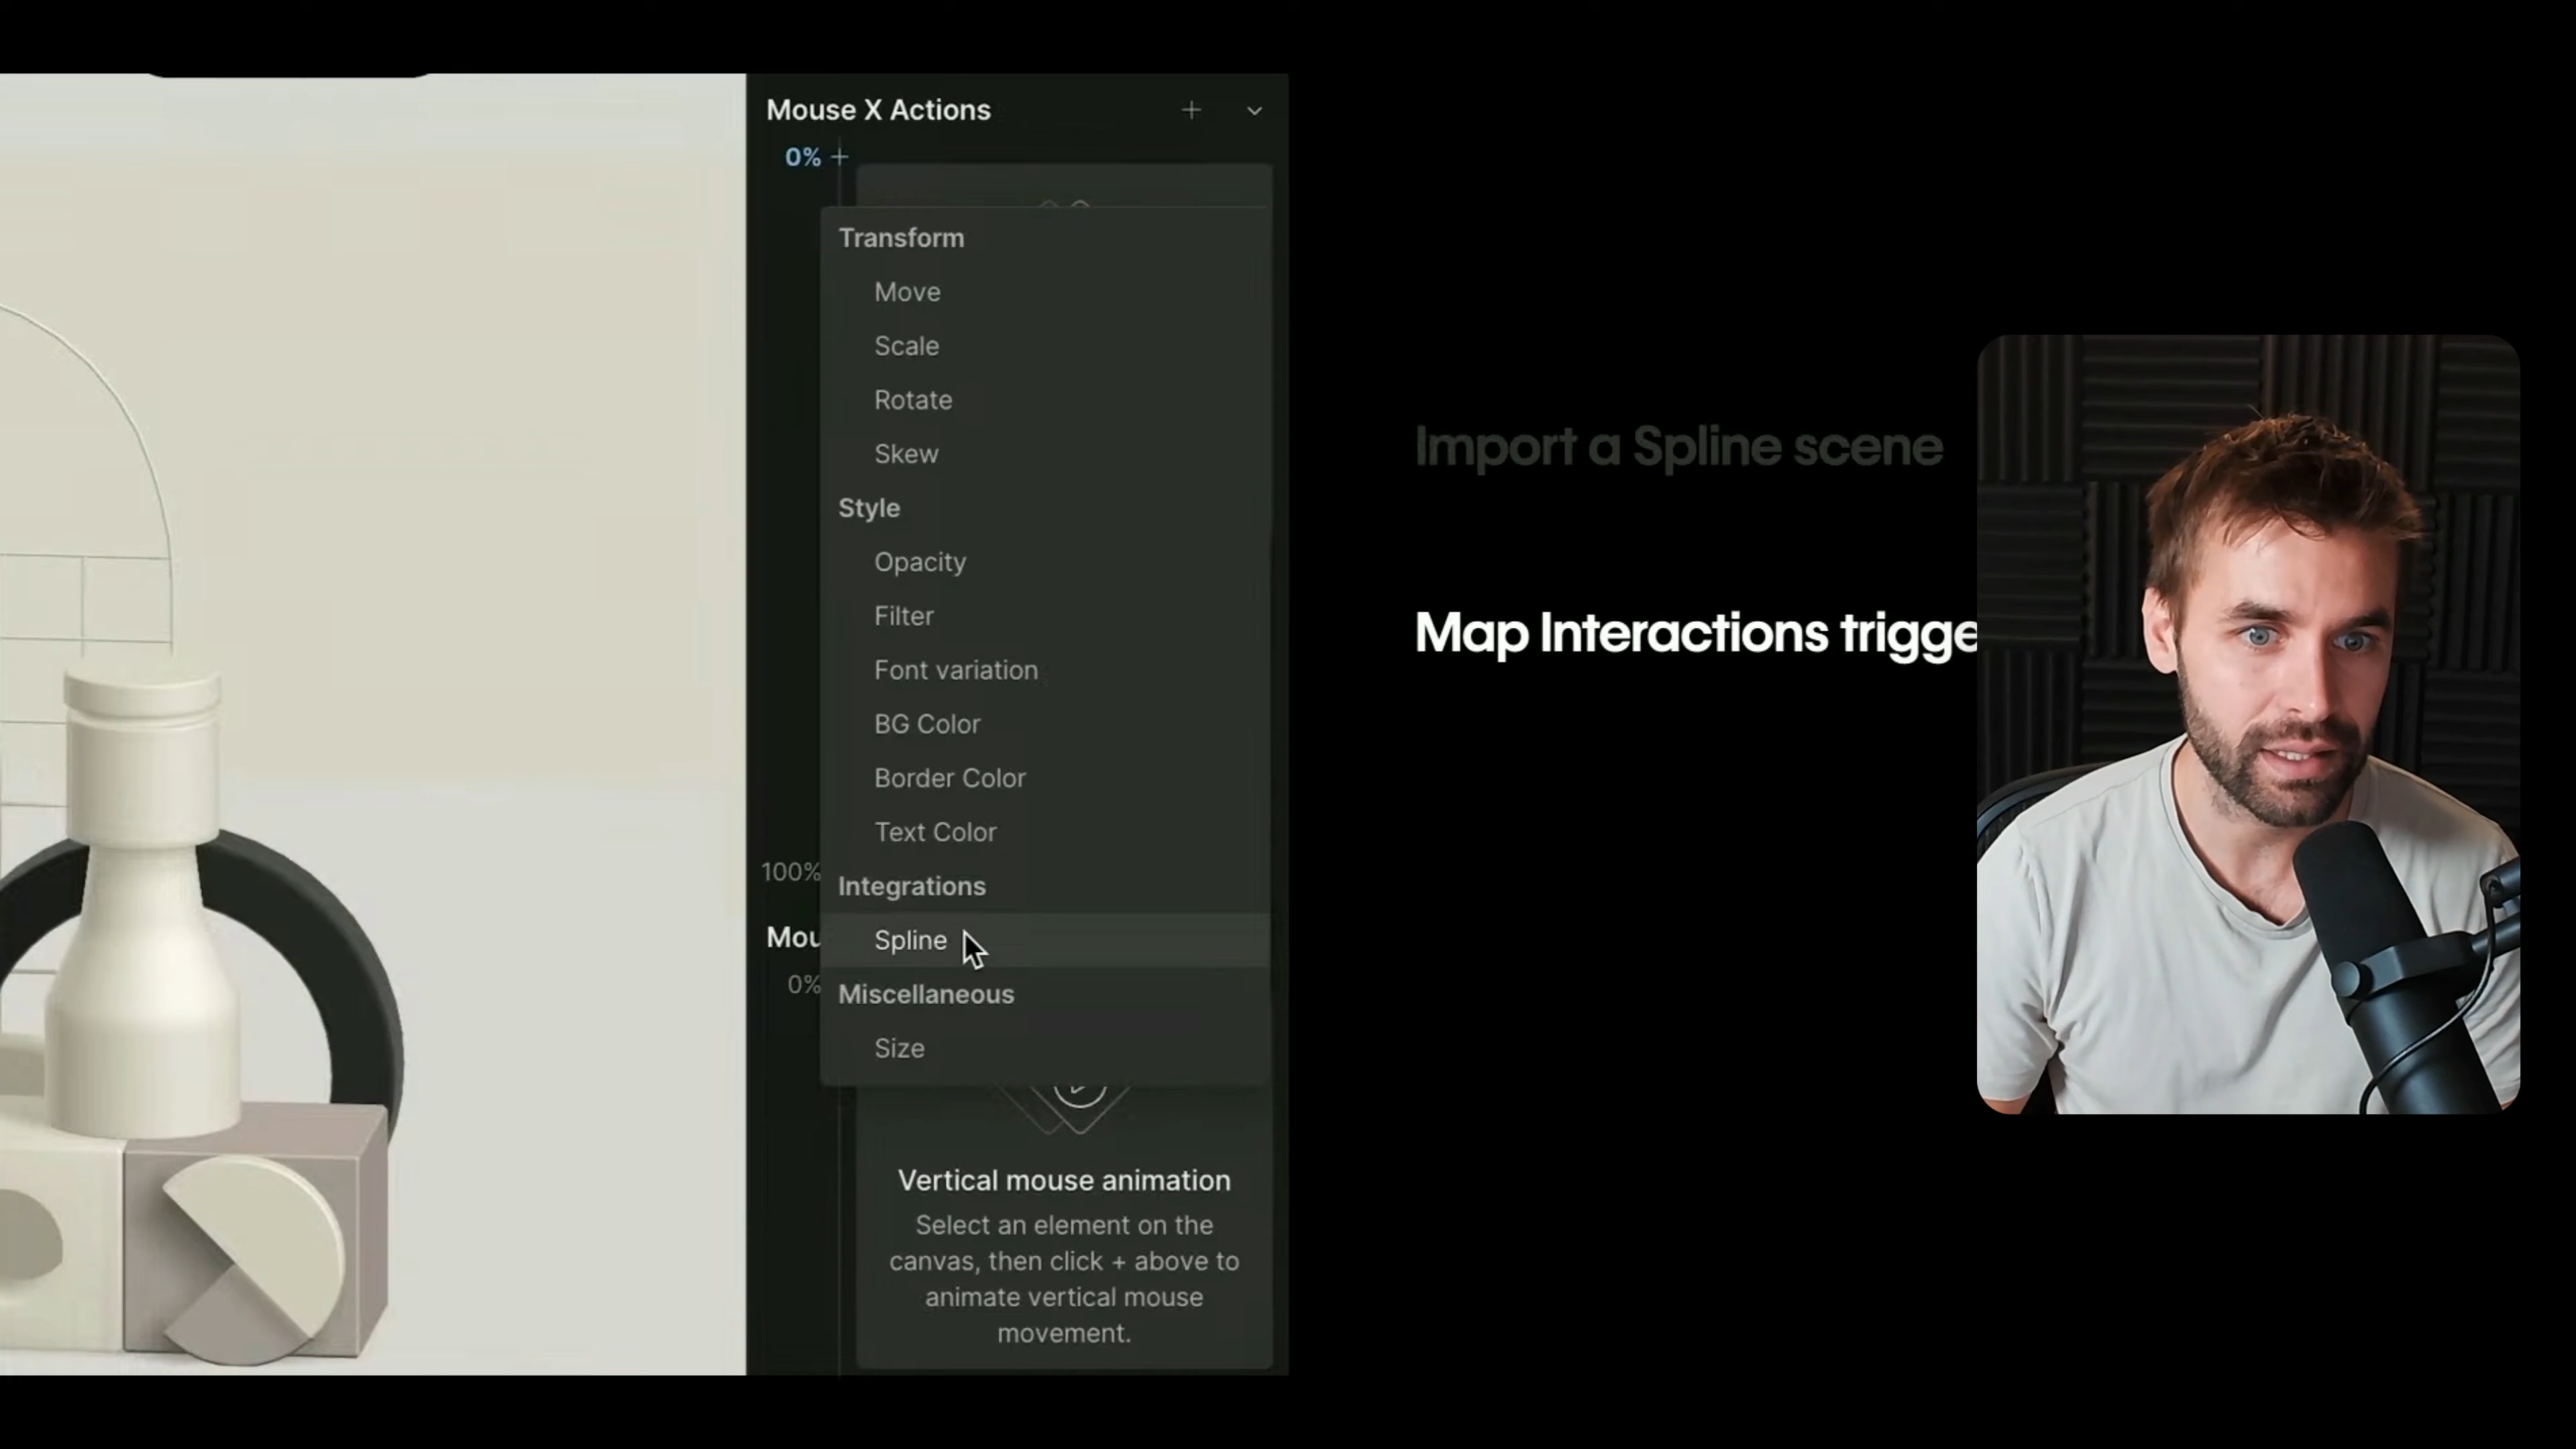 Mouse X Actions
0%
Transform
Move
Scale
Rotate
Skew
Style
Opacity
Filter
Font variation
BG Color
Border Color
Text Color
100%
Integrations
Mou
Spline
0%
Miscellaneous
Size
Vertical mouse animation
Select an element on the
canvas, then click + above to
animate vertical mouse
movement.
Import a Spline scene
Map Interactions trigge